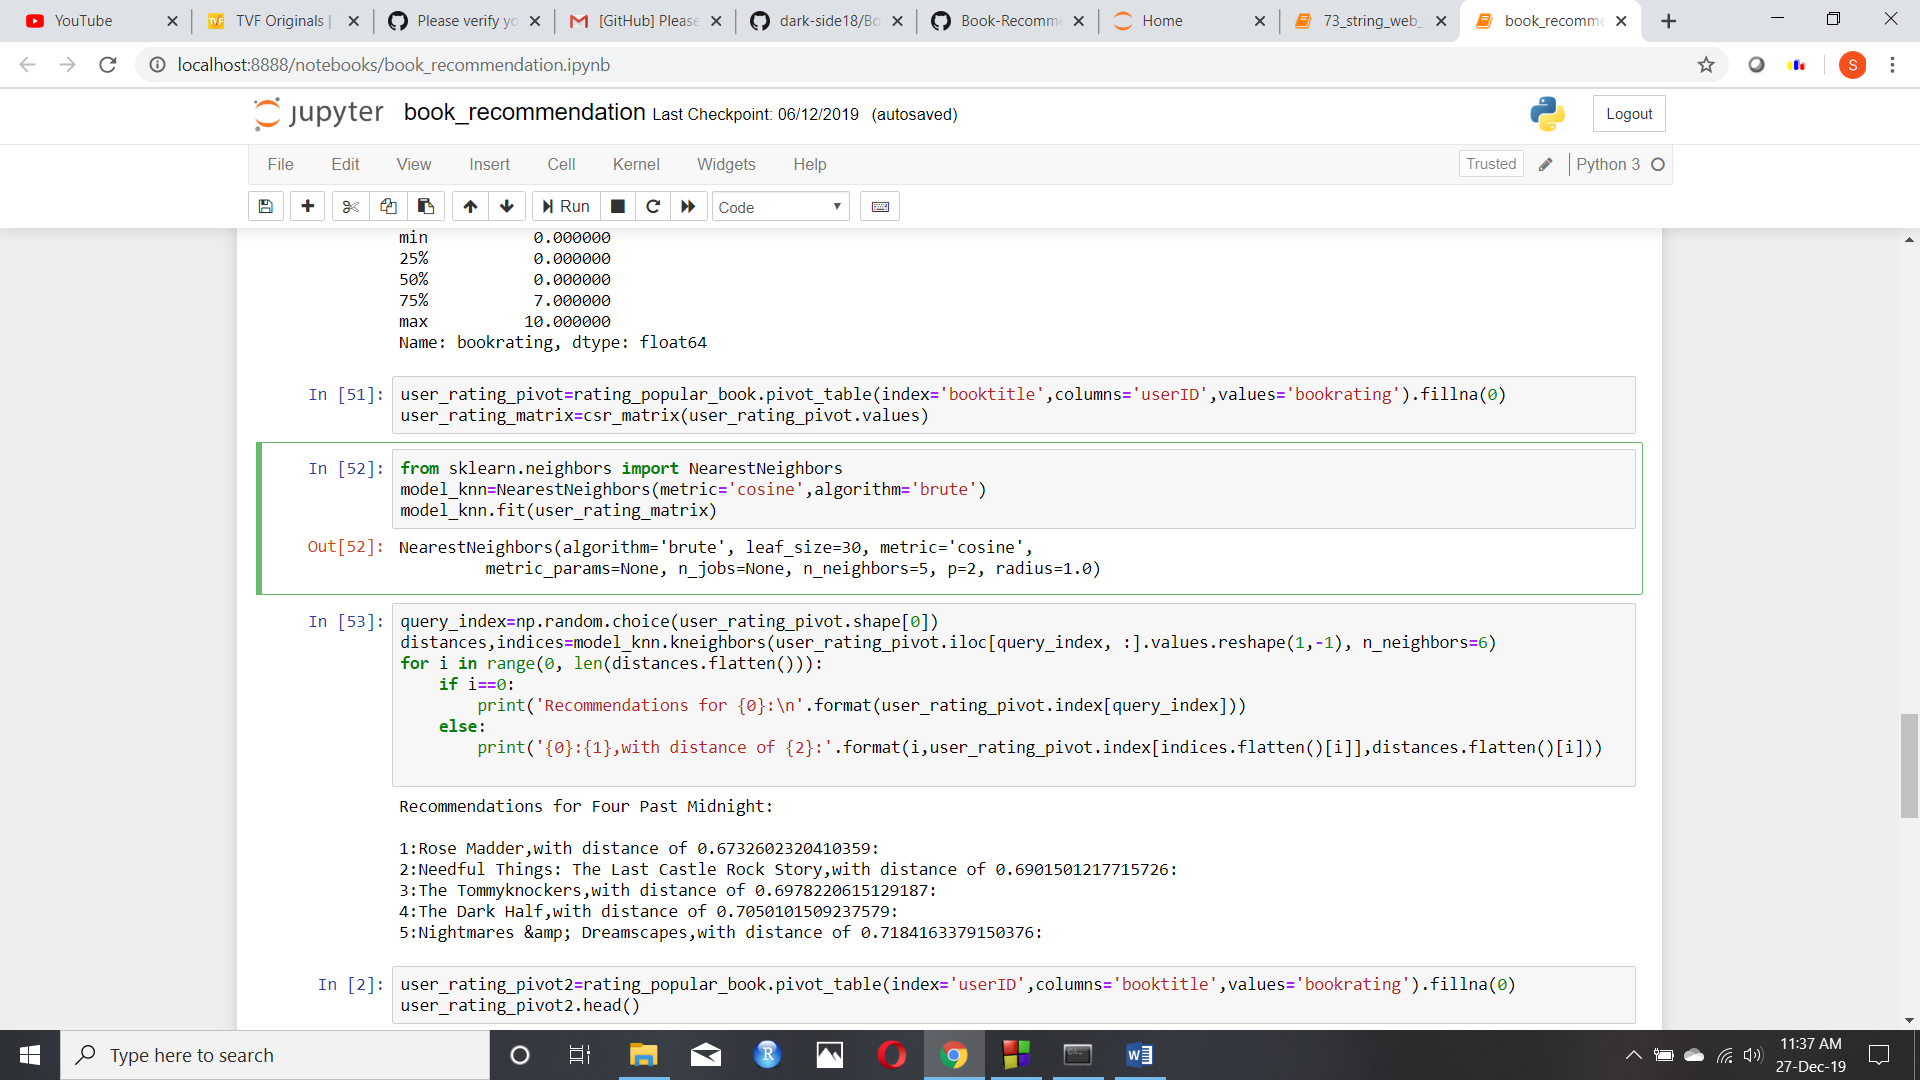 YouTube
TVF Originals |
Please verify yo
[GitHub] Please
dark-side18/Bo
Book-Recomme
Home
73_string_web_
book_recomme
localhost:8888/notebooks/book_recommendation.ipynb
S
jupyter book_recommendation Last Checkpoint: 06/12/2019 (autosaved)
Logout
File Edit View Insert Cell Kernel Widgets Help
Trusted
Python 3
Run
Code
min 0.000000
25% 0.000000
50% 0.000000
75% 7.000000
max 10.000000
Name: bookrating, dtype: float64
In [51]: user_rating_pivot=rating_popular_book.pivot_table(index='booktitle',columns='userID',values='bookrating').fillna(0)
user_rating_matrix=csr_matrix(user_rating_pivot.values)
In [52]: from sklearn.neighbors import NearestNeighbors
model_knn=NearestNeighbors(metric='cosine',algorithm='brute')
model_knn.fit(user_rating_matrix)
Out[52]: NearestNeighbors(algorithm='brute', leaf_size=30, metric='cosine',
metric_params=None, n_jobs=None, n_neighbors=5, p=2, radius=1.0)
In [53]: query_index=np.random.choice(user_rating_pivot.shape[0])
distances,indices=model_knn.kneighbors(user_rating_pivot.iloc[query_index, :].values.reshape(1,-1), n_neighbors=6)
for i in range(0, len(distances.flatten())):
if i==0:
print('Recommendations for {0}:\n'.format(user_rating_pivot.index[query_index]))
else:
print('{0}:{1},with distance of {2}:'.format(i,user_rating_pivot.index[indices.flatten()[i]],distances.flatten()[i]))
Recommendations for Four Past Midnight:
1:Rose Madder,with distance of 0.6732602320410359:
2:Needful Things: The Last Castle Rock Story,with distance of 0.6901501217715726:
3:The Tommyknockers,with distance of 0.6978220615129187:
4:The Dark Half,with distance of 0.7050101509237579:
5:Nightmares &amp; Dreamscapes,with distance of 0.7184163379150376:
In [2]: user_rating_pivot2=rating_popular_book.pivot_table(index='userID',columns='booktitle',values='bookrating').fillna(0)
user_rating_pivot2.head()
Type here to search
11:37 AM
27-Dec-19